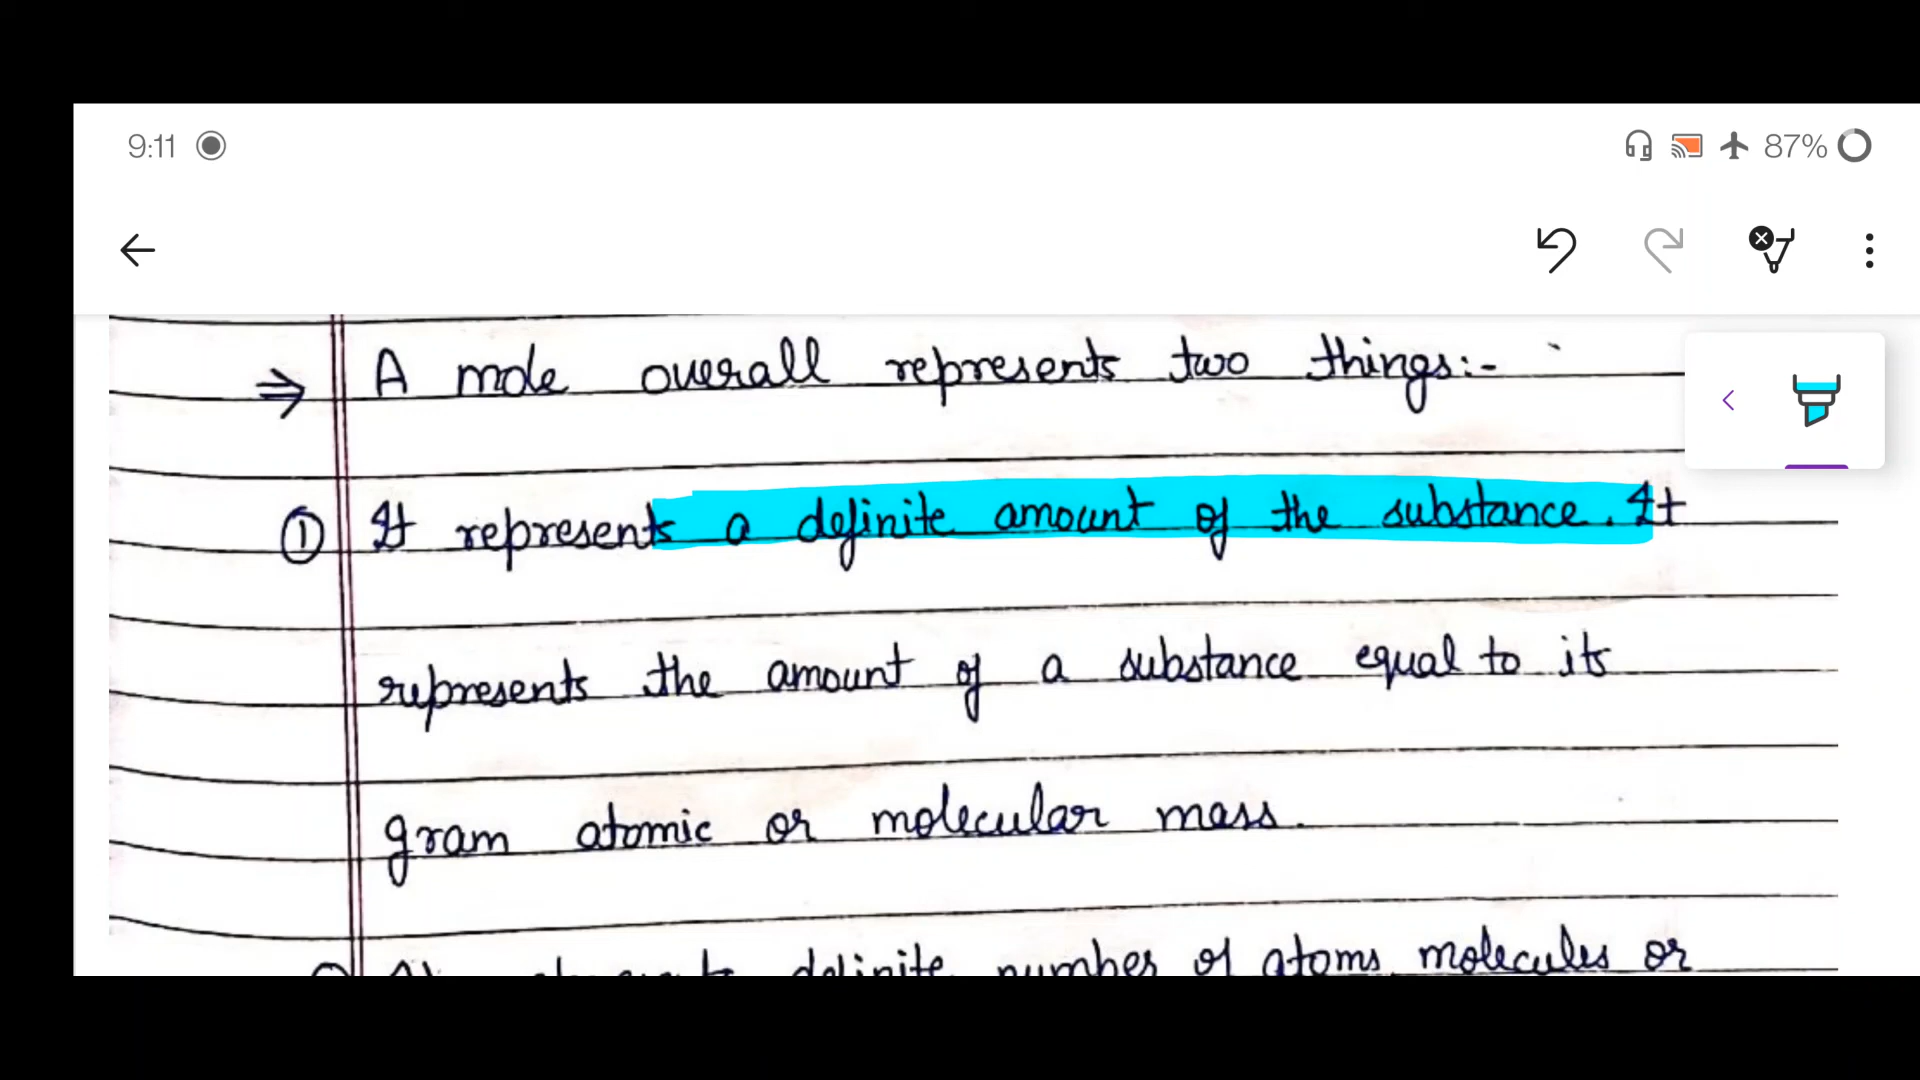 9:11 87%
⇒ A mole overall represents two things:-
① It represents a definite amount of the substance. It
represents the amount of a substance equal to its
gram atomic or molecular mass.
definite number of atoms, molecules or